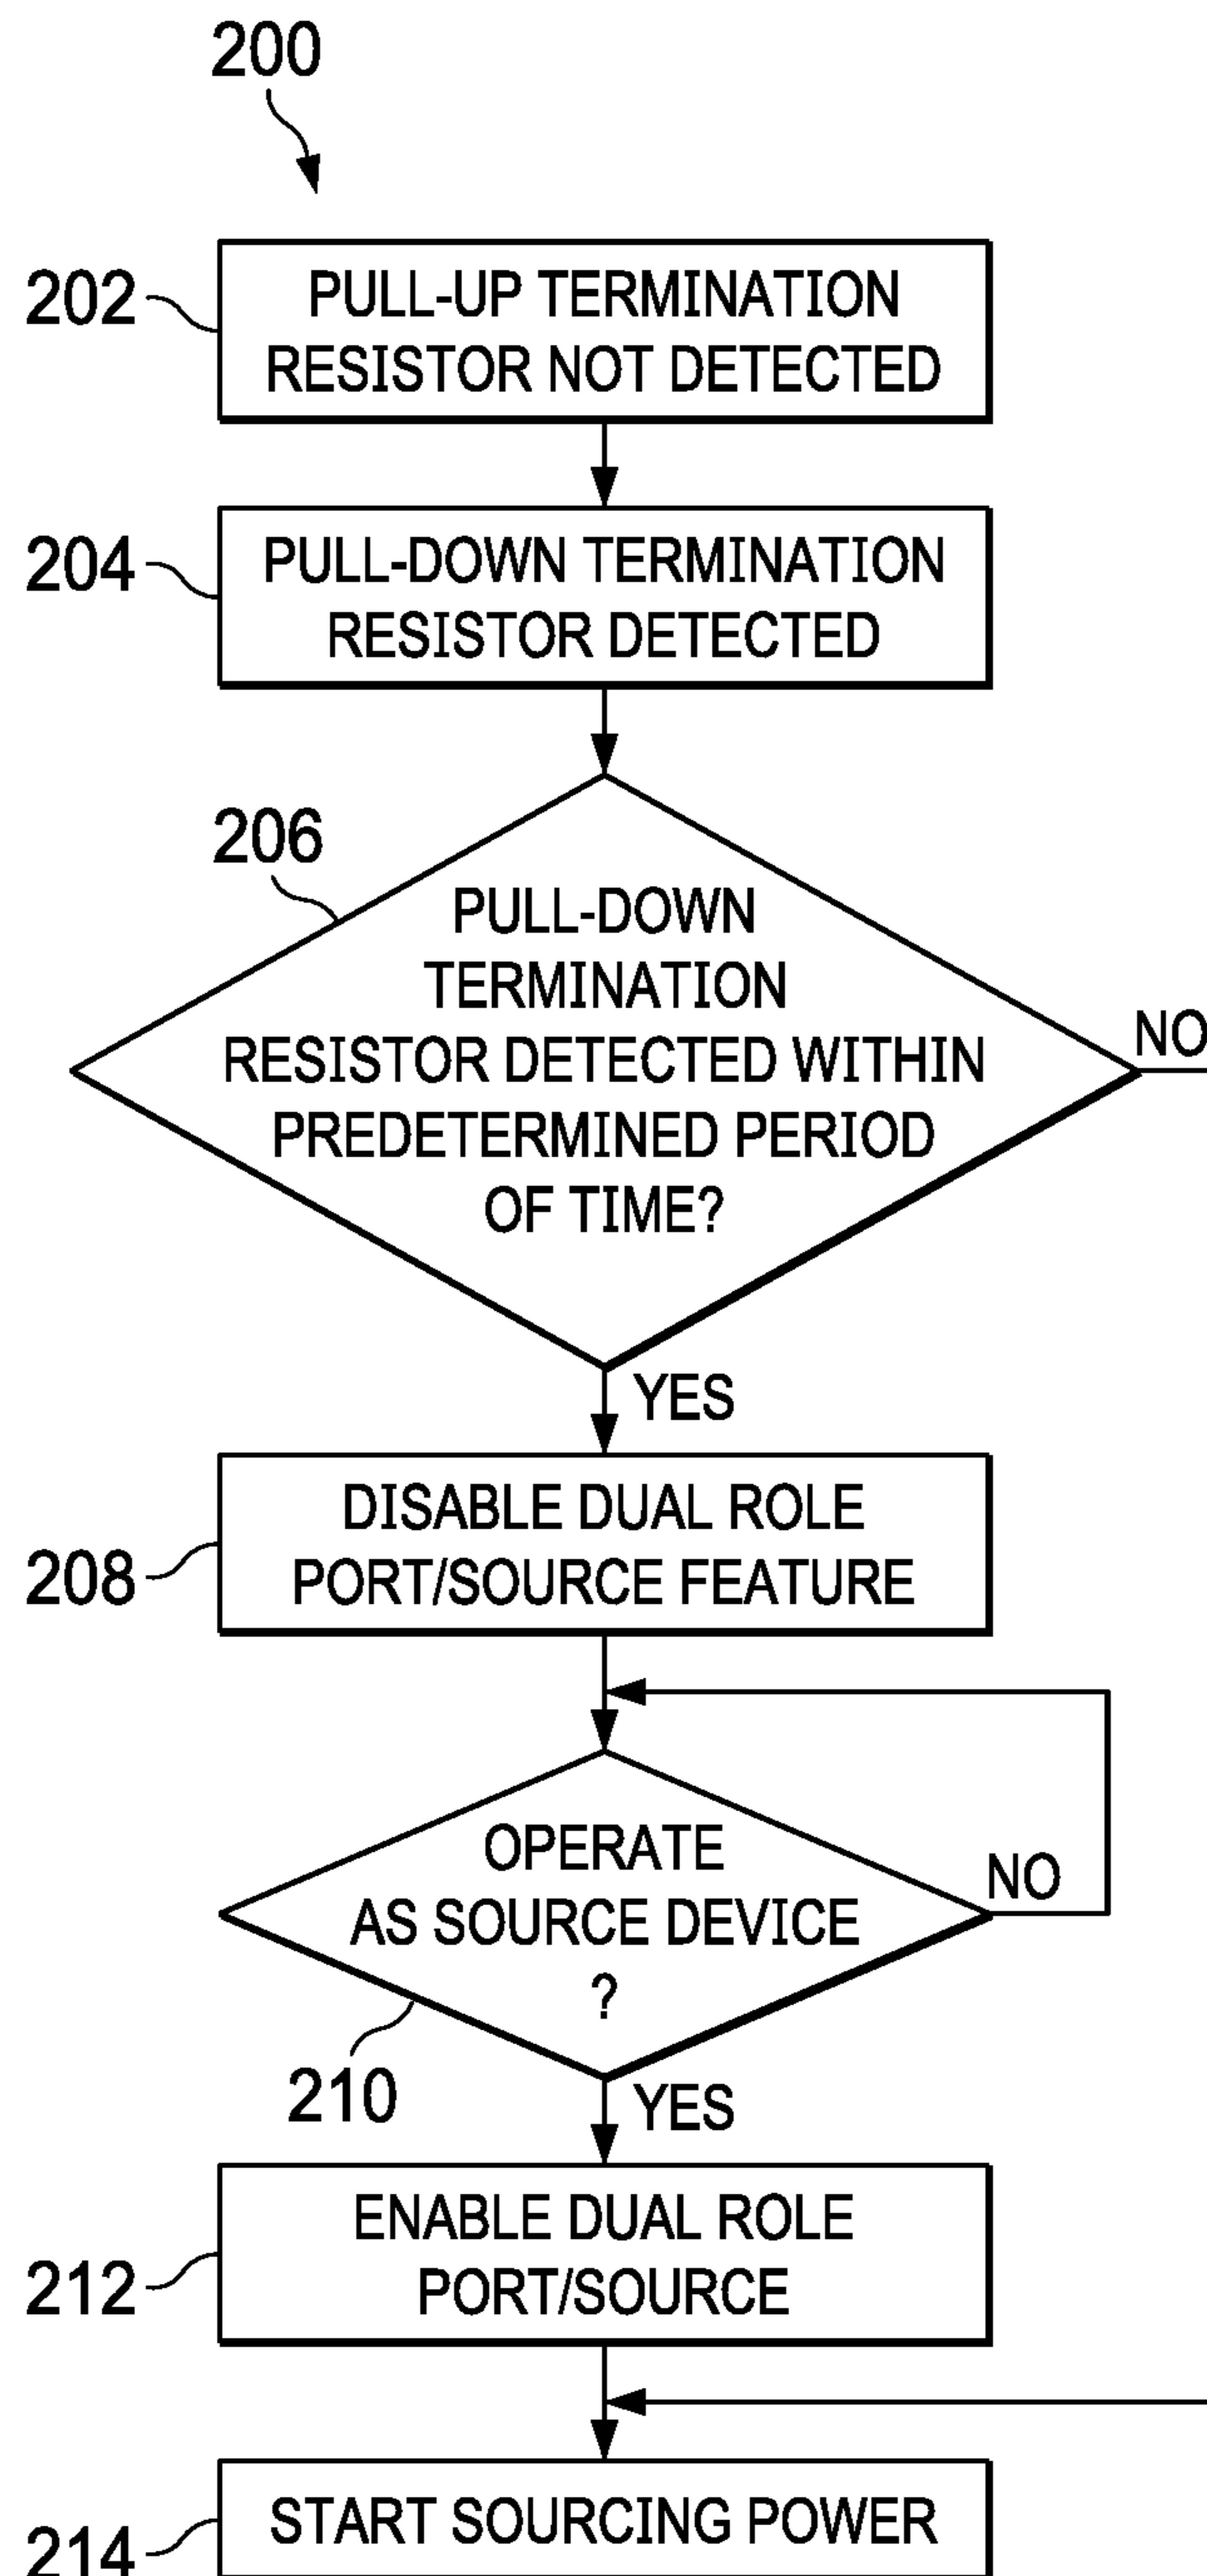 200
202
PULL-UP TERMINATION
RESISTOR NOT DETECTED
204
PULL-DOWN TERMINATION
RESISTOR DETECTED
206
PULL-DOWN
TERMINATION
RESISTOR DETECTED WITHIN
PREDETERMINED PERIOD
OF TIME?
NO
YES
208
DISABLE DUAL ROLE
PORT/SOURCE FEATURE
OPERATE
AS SOURCE DEVICE
?
NO
210
YES
212
ENABLE DUAL ROLE
PORT/SOURCE
214
START SOURCING POWER